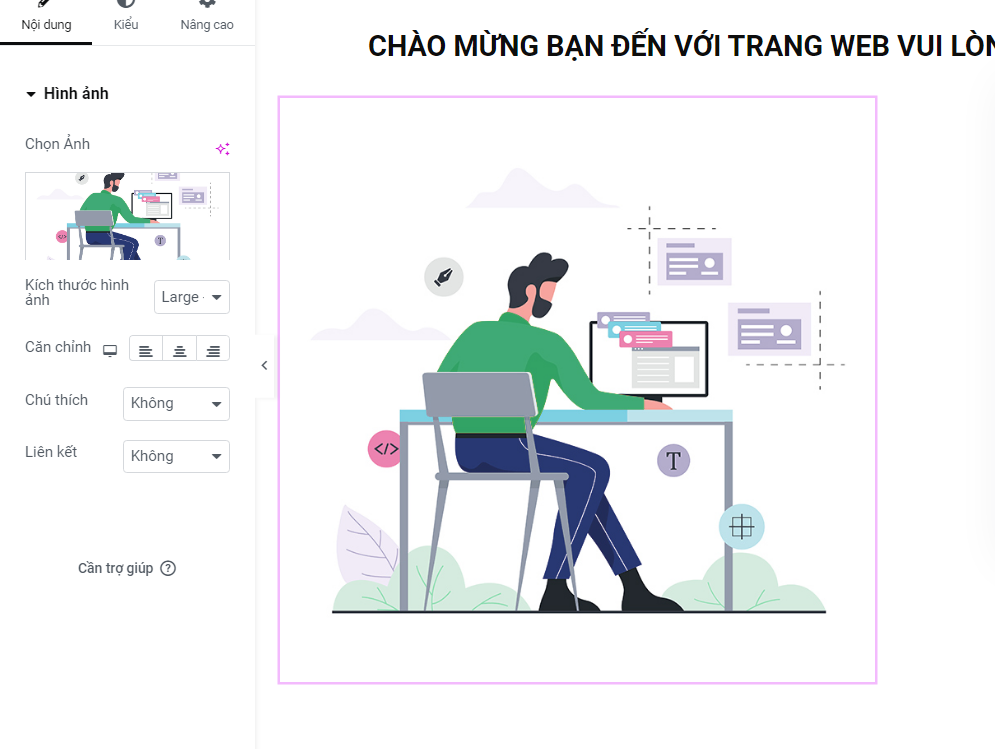 Nội dung
Kiểu
Nâng cao
CHÀO MỪNG BẠN ĐẾN VỚI TRANG WEB VUI LÒN
Hình ảnh
Chọn Ảnh
Kích thước hình
ảnh
Large -
Căn chỉnh
Chú thích
Không
Liên kết
Không
Cần trợ giúp ?
</>
T